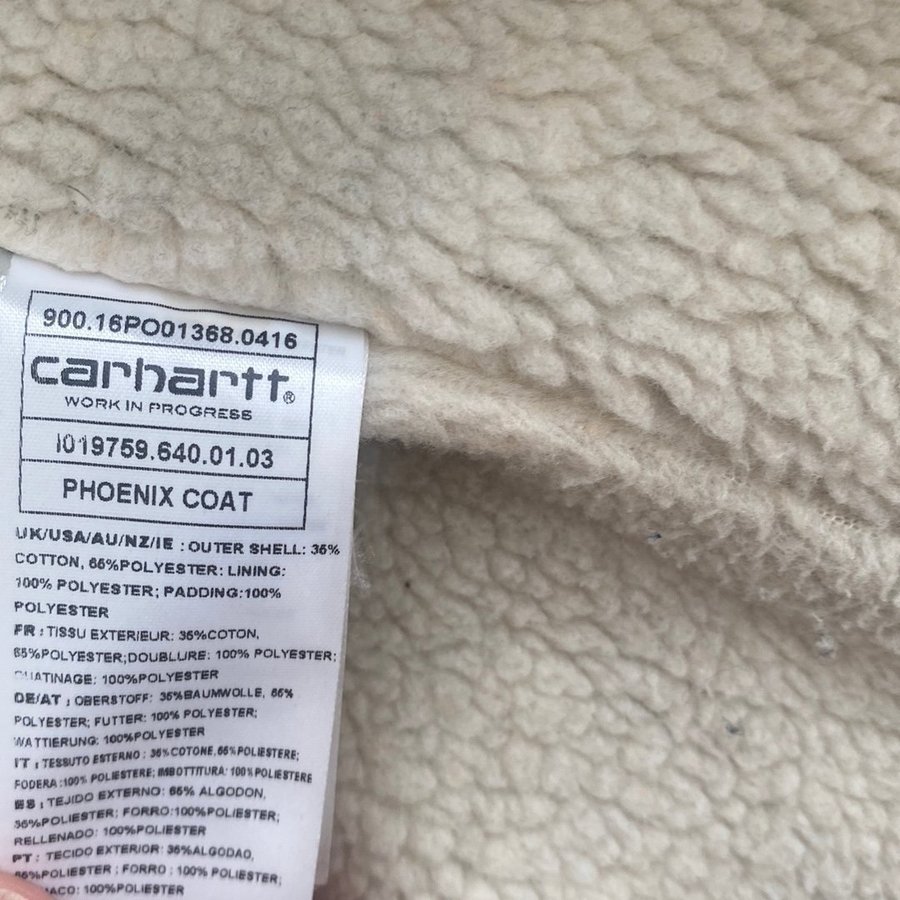 900.16PO01368.0416
carhartt®
WORK IN PROGRESS
I019759.640.01.03
PHOENIX COAT
UK/USA/AU/NZ/IE : OUTER SHELL: 35%
COTTON, 65%POLYESTER: LINING:
100% POLYESTER; PADDING:100%
POLYESTER
FR : TISSU EXTERIEUR: 35%COTON,
65%POLYESTER;DOUBLURE: 100% POLYESTER;
OUATINAGE: 100%POLYESTER
DE/AT : OBERSTOFF: 35%BAUMWOLLE, 65%
POLYESTER; FUTTER: 100% POLYESTER;
WATTIERUNG: 100%POLYESTER
IT : TESSUTO ESTERNO : 35%COTONE,65%POLIESTERE;
FODERA :100% POLIESTERE; IMBOTTITURA: 100%POLIESTERE
ES : TEJIDO EXTERNO: 65% ALGODON,
35%POLIESTER; FORRO:100%POLIESTER;
RELLENADO: 100%POLIESTER
PT : TECIDO EXTERIOR: 35%ALGODAO,
65%POLIESTER ; FORRO : 100% POLIESTER;
100%POLIESTER